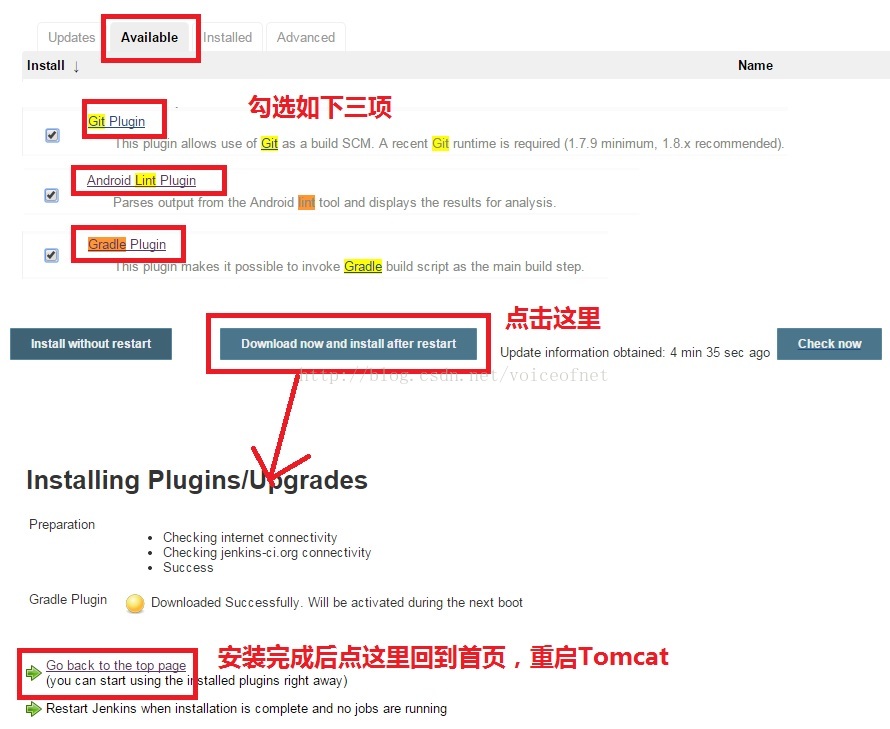 Updates Available Installed Advanced
Install ↓ Name
勾选如下三项
Git Plugin
This plugin allows use of Git as a build SCM. A recent Git runtime is required (1.7.9 minimum, 1.8.x recommended).
Android Lint Plugin
Parses output from the Android lint tool and displays the results for analysis.
Gradle Plugin
This plugin makes it possible to invoke Gradle build script as the main build step.
点击这里
Install without restart Download now and install after restart Update information obtained: 4 min 35 sec ago Check now
http://blog.csdn.net/voiceofnet
Installing Plugins/Upgrades
Preparation
• Checking internet connectivity
• Checking jenkins-ci.org connectivity
• Success
Gradle Plugin Downloaded Successfully. Will be activated during the next boot
安装完成后点这里回到首页，重启Tomcat
Go back to the top page
(you can start using the installed plugins right away)
Restart Jenkins when installation is complete and no jobs are running